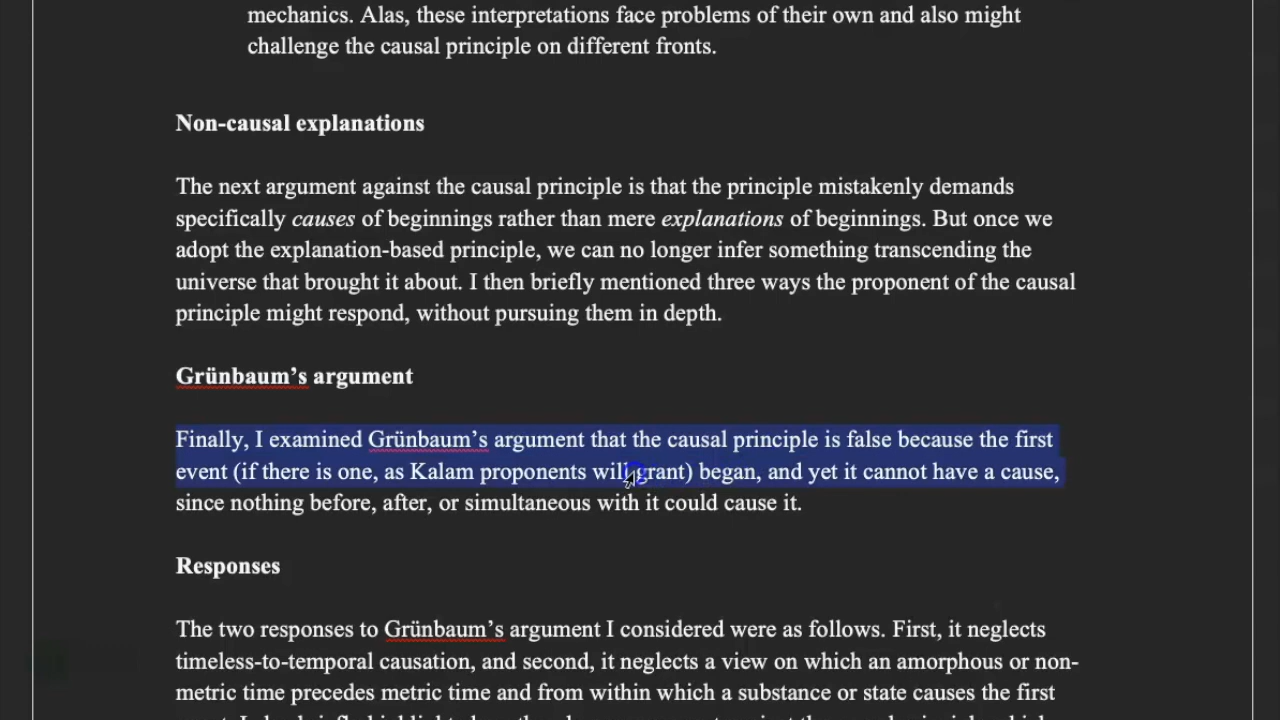 mechanics. Alas, these interpretations face problems of their own and also might
challenge the causal principle on different fronts.
Non-causal explanations
The next argument against the causal principle is that the principle mistakenly demands
specifically causes of beginnings rather than mere explanations of beginnings. But once we
adopt the explanation-based principle, we can no longer infer something transcending the
universe that brought it about. I then briefly mentioned three ways the proponent of the causal
principle might respond, without pursuing them in depth.
Grünbaum’s argument
Finally, I examined Grünbaum’s argument that the causal principle is false because the first
event (if there is one, as Kalam proponents will grant) began, and yet it cannot have a cause,
since nothing before, after, or simultaneous with it could cause it.
Responses
The two responses to Grünbaum’s argument I considered were as follows. First, it neglects
timeless-to-temporal causation, and second, it neglects a view on which an amorphous or non-
metric time precedes metric time and from within which a substance or state causes the first